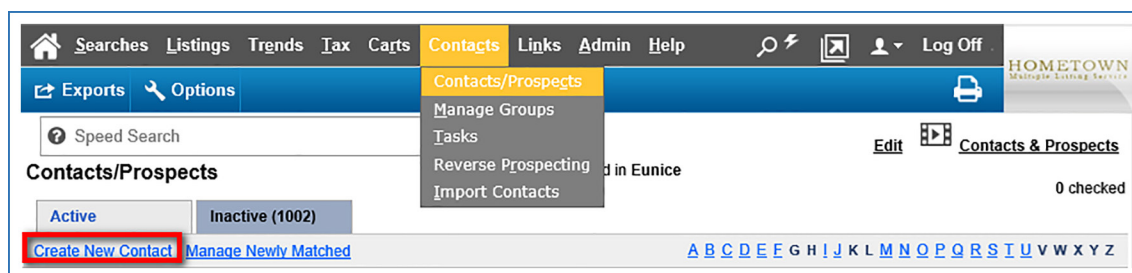 Searches Listings Trends Tax Carts Contacts Links Admin Help Log Off
HOMETOWN
Multiple Listing Service
Exports Options
Contacts/Prospects
Manage Groups
Tasks
Reverse Prospecting
Import Contacts
Speed Search
Edit Contacts & Prospects
Contacts/Prospects
d in Eunice
0 checked
Active Inactive (1002)
Create New Contact Manage Newly Matched A B C D E F G H I J K L M N O P Q R S T U V W X Y Z